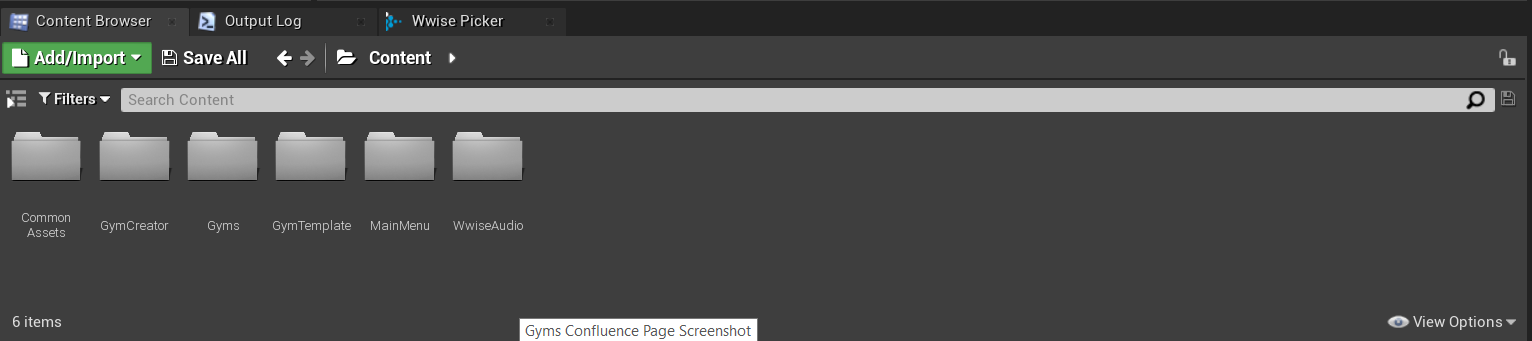 Content Browser
Output Log
Wwise Picker
Add/Import
Save All
Content
Filters
Search Content
Common
Assets
GymCreator
Gyms
GymTemplate
MainMenu
WwiseAudio
6 items
Gyms Confluence Page Screenshot
View Options